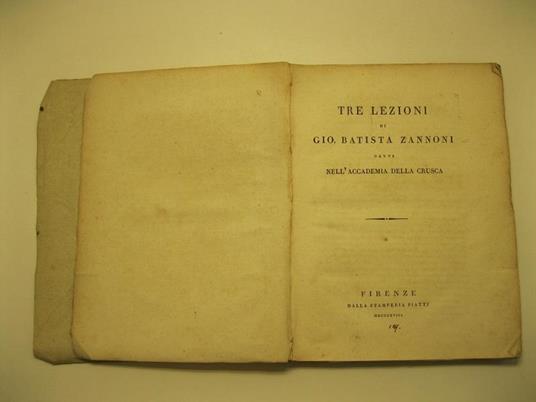 TRE LEZIONI
DI
GIO. BATISTA ZANNONI
DETTE
NELL'ACCADEMIA DELLA CRUSCA
FIRENZE
DALLA STAMPERIA PIATTI